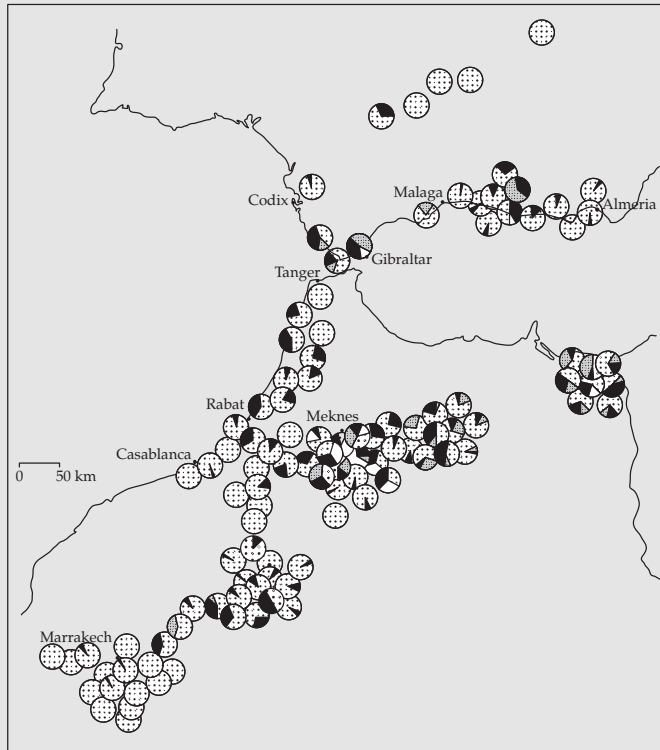 Codix
Malaga
Almeria
Gibraltar
Tanger
Rabat
Meknes
Casablanca
0 50 km
Marrakech